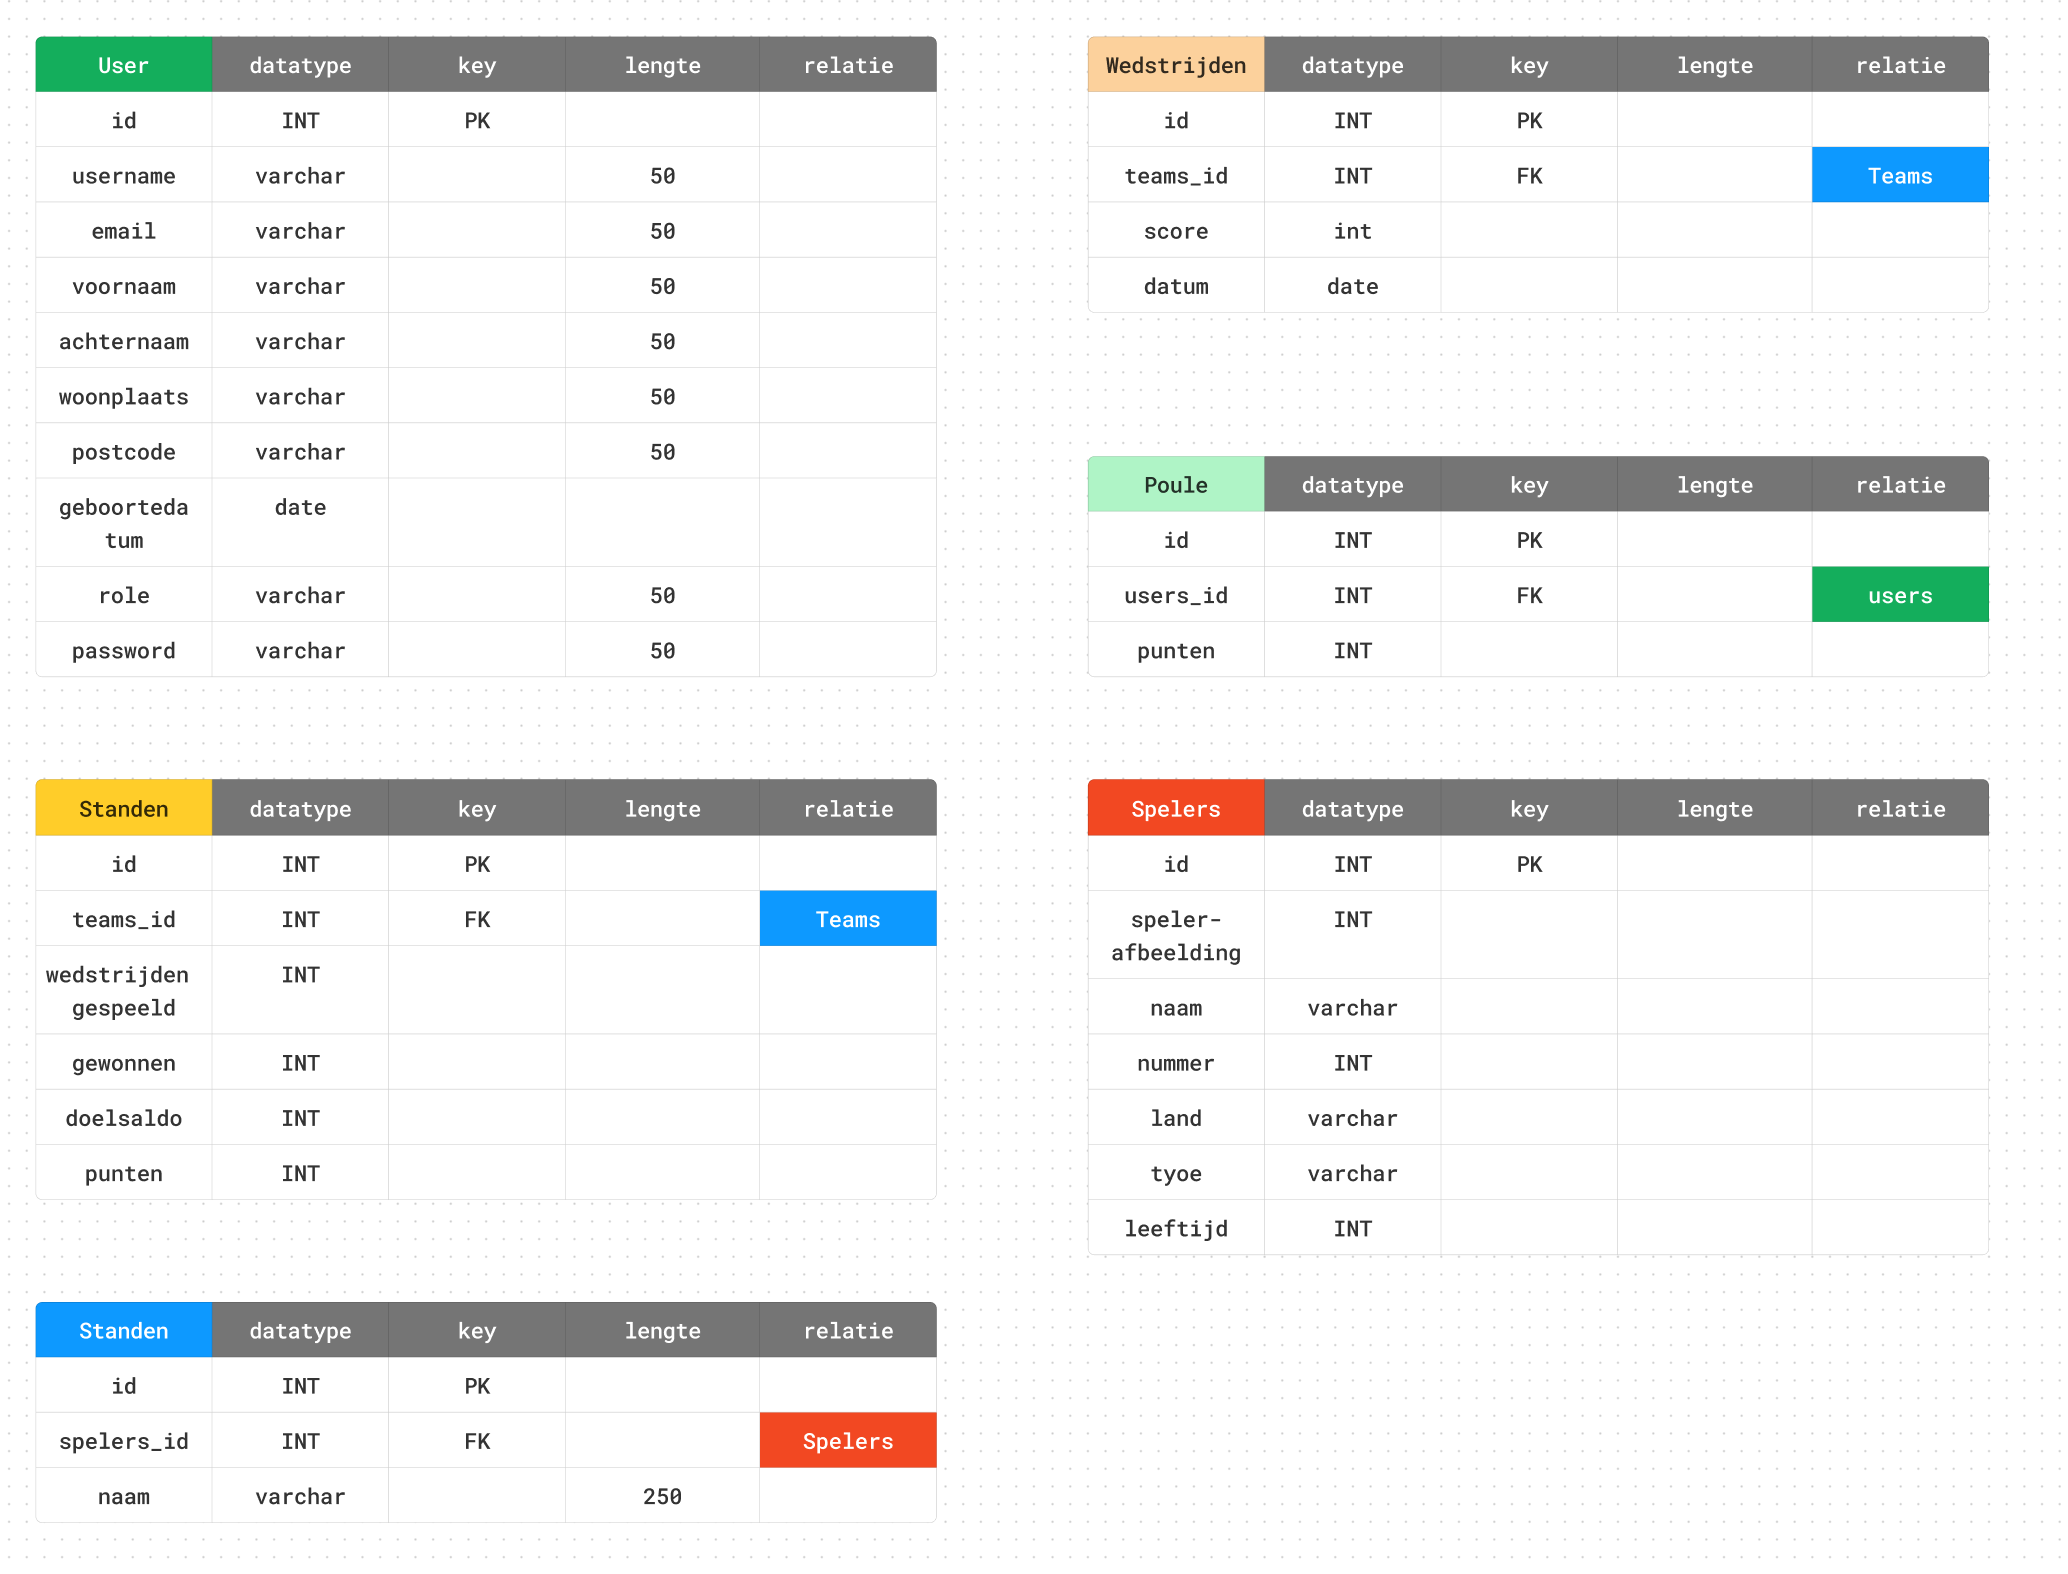 User datatype key lengte relatie
id INT PK
username varchar 50
email varchar 50
voornaam varchar 50
achternaam varchar 50
woonplaats varchar 50
postcode varchar 50
geboorteda date
tum
role varchar 50
password varchar 50
Wedstrijden datatype key lengte relatie
id INT PK
teams_id INT FK Teams
score int
datum date
Poule datatype key lengte relatie
id INT PK
users_id INT FK users
punten INT
Standen datatype key lengte relatie
id INT PK
teams_id INT FK Teams
wedstrijden INT
gespeeld
gewonnen INT
doelsaldo INT
punten INT
Spelers datatype key lengte relatie
id INT PK
speler- INT
afbeelding
naam varchar
nummer INT
land varchar
tyoe varchar
leeftijd INT
Standen datatype key lengte relatie
id INT PK
spelers_id INT FK Spelers
naam varchar 250